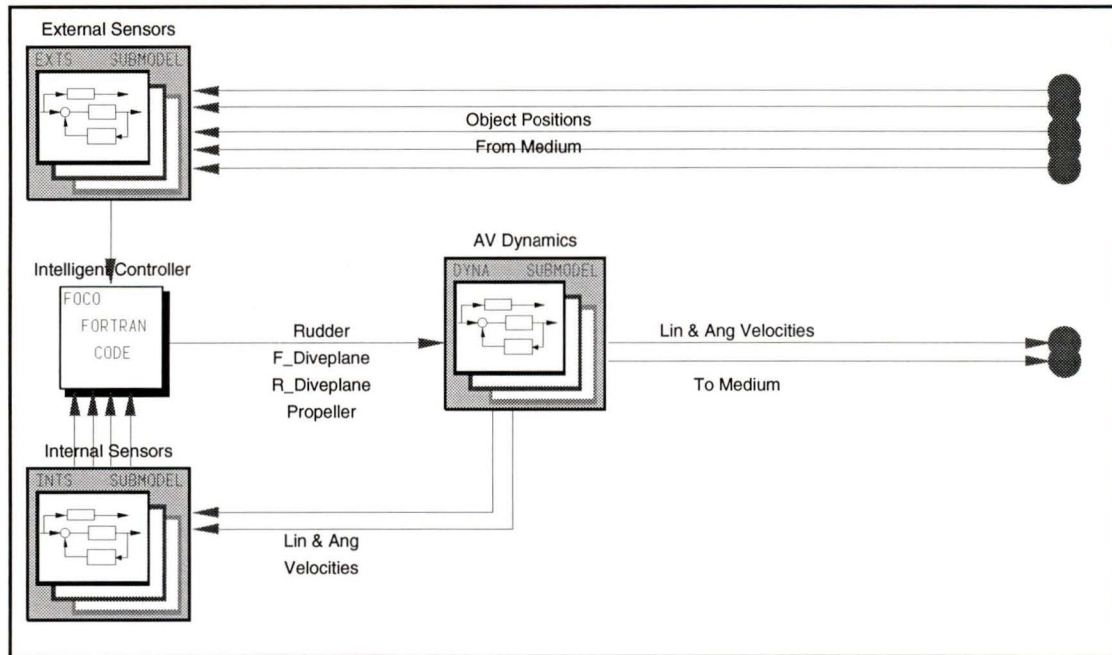 External Sensors
EXTS SUBMODEL
Object Positions
From Medium
AV Dynamics
Intelligent Controller
DYNA SUBMODEL
FOCO
FORTRAN
CODE
Rudder
F_Diveplane
R_Diveplane
Propeller
Lin & Ang Velocities
To Medium
Internal Sensors
INTS SUBMODEL
Lin & Ang
Velocities